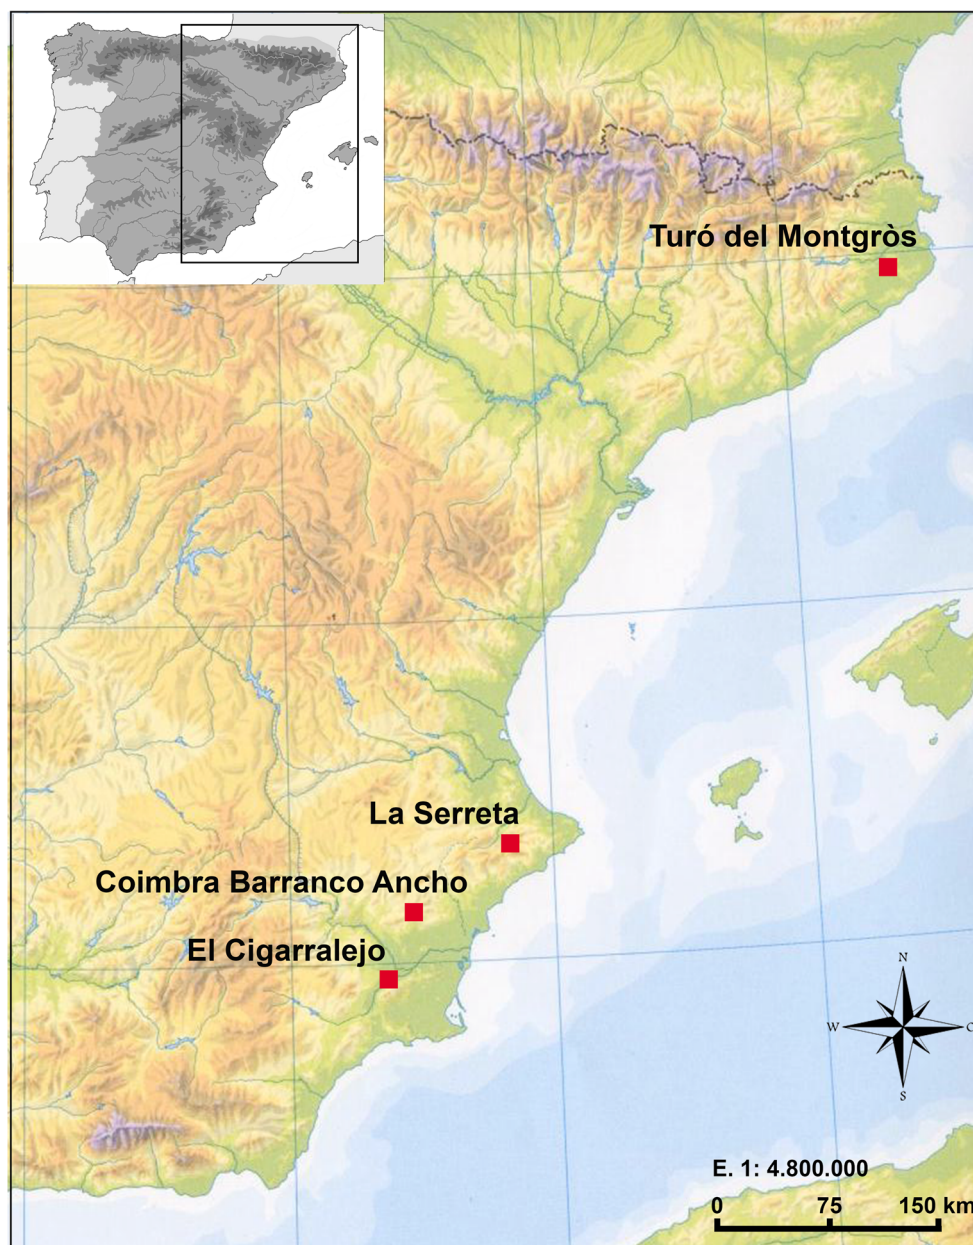 Turó del Montgròs
La Serreta
Coimbra Barranco Ancho
El Cigarralejo
N
W
S
E. 1: 4.800.000
0 75 150 km